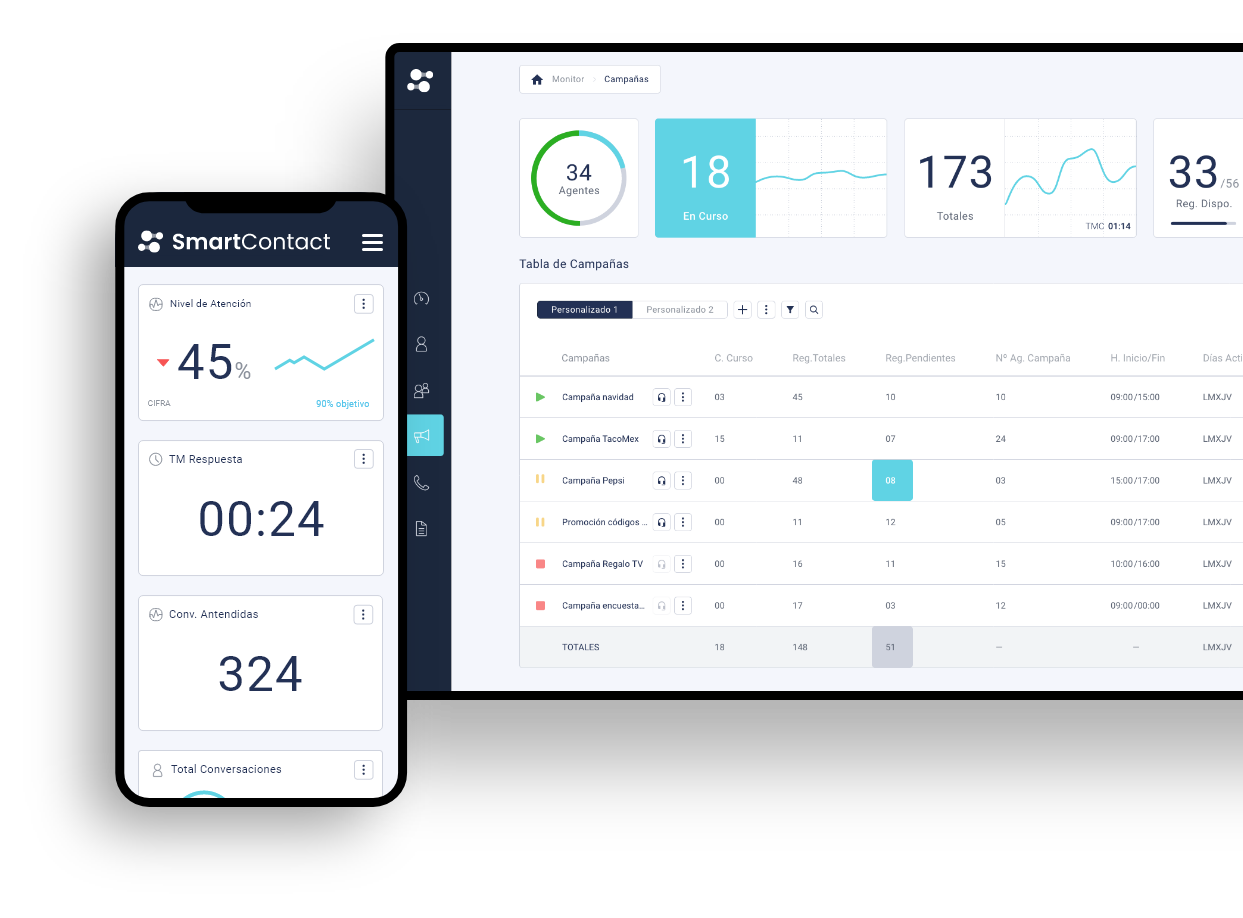 Monitor Campañas
34
Agentes
18
En Curso
173
Totales
TMC 01:14
33/56
Reg. Dispo.
Tabla de Campañas
Personalizado 1 Personalizado 2
Campañas C. Curso Reg.Totales Reg.Pendientes Nº Ag. Campaña H. Inicio/Fin Días Acti
Campaña navidad 03 45 10 10 09:00/15:00 LMXJV
Campaña TacoMex 15 11 07 24 09:00/17:00 LMXJV
Campaña Pepsi 00 48 08 03 15:00/17:00 LMXJV
Promoción códigos ... 00 11 12 05 09:00/17:00 LMXJV
Campaña Regalo TV 00 16 11 15 10:00/16:00 LMXJV
Campaña encuesta... 00 17 03 12 09:00/00:00 LMXJV
TOTALES 18 148 51 — — LMXJV
SmartContact
Nivel de Atención
45%
CIFRA 90% objetivo
TM Respuesta
00:24
Conv. Antendidas
324
Total Conversaciones